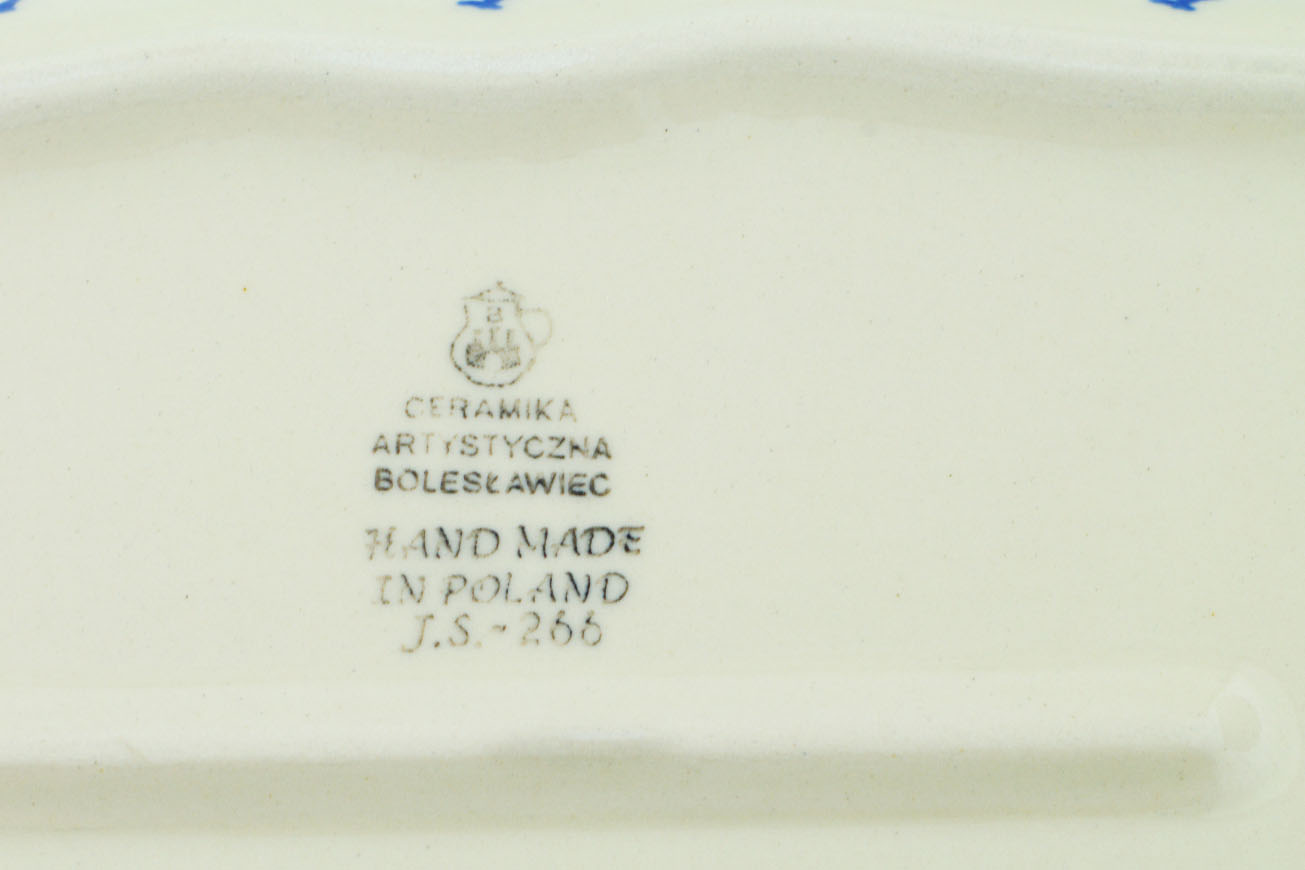 B
CERAMIKA
ARTYSTYCZNA
BOLESŁAWIEC
HAND MADE
IN POLAND
J.S.-266